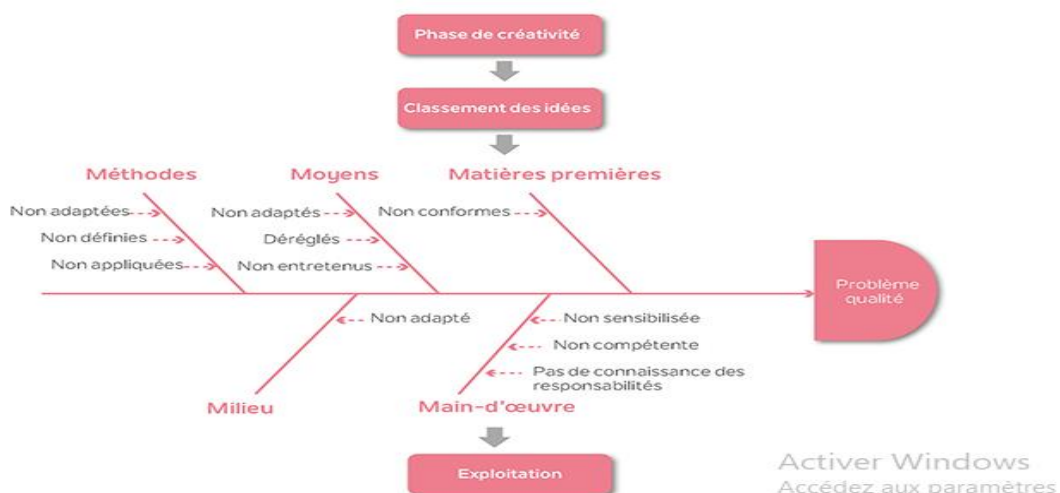 Phase de créativité
Classement des idées
Méthodes
Moyens
Matières premières
Non adaptées
Non définies
Non appliquées
Non adaptés
Déréglés
Non entretenus
Non conformes
Problème
qualité
Non adapté
Non sensibilisée
Non compétente
Pas de connaissance des
responsabilités
Milieu
Main-d'œuvre
Exploitation
Activer Windows
Accédez aux paramètres